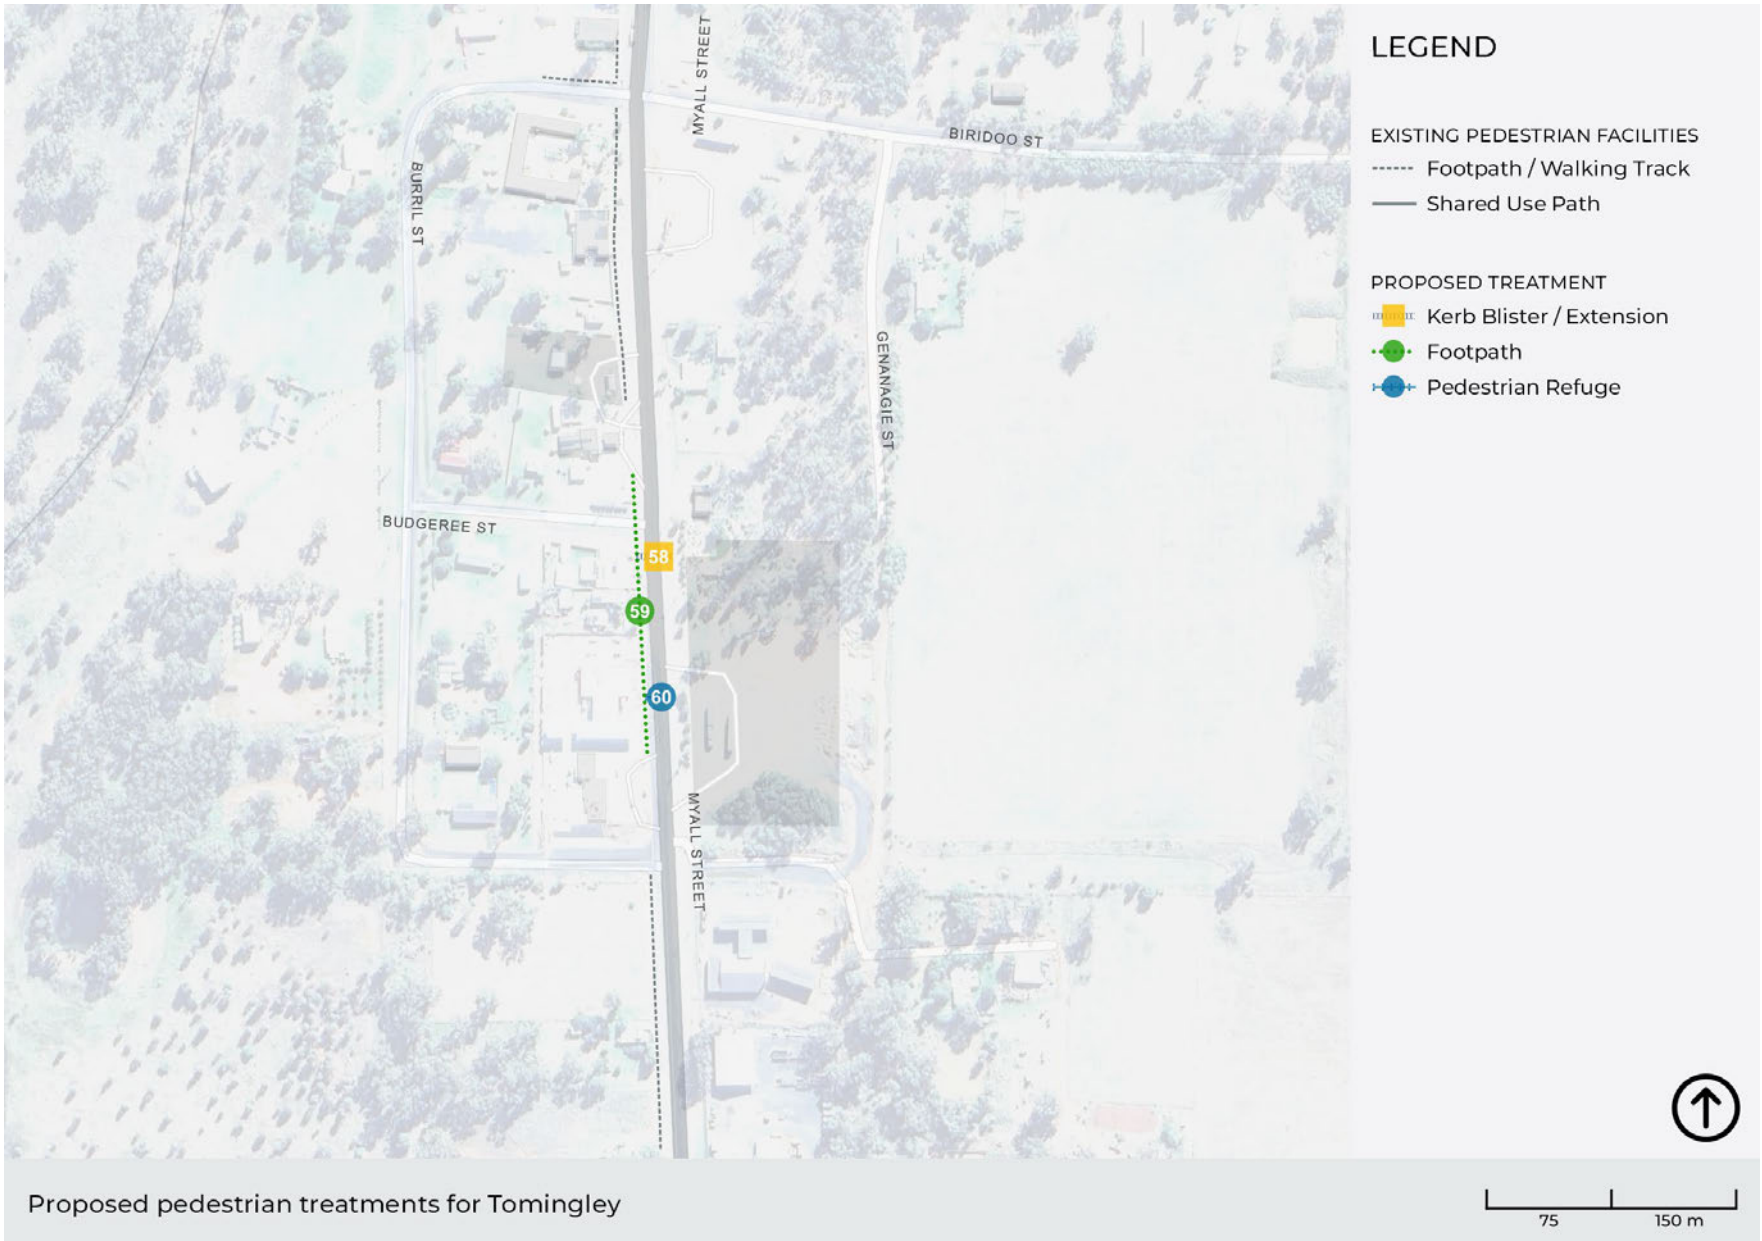 MYALL STREET
BIRIDOO ST
BURRIL ST
GENANAGIE ST
BUDGEREE ST
58
59
60
MYALL STREET
LEGEND
EXISTING PEDESTRIAN FACILITIES
Footpath / Walking Track
Shared Use Path
PROPOSED TREATMENT
Kerb Blister / Extension
Footpath
Pedestrian Refuge
Proposed pedestrian treatments for Tomingley
75
150 m